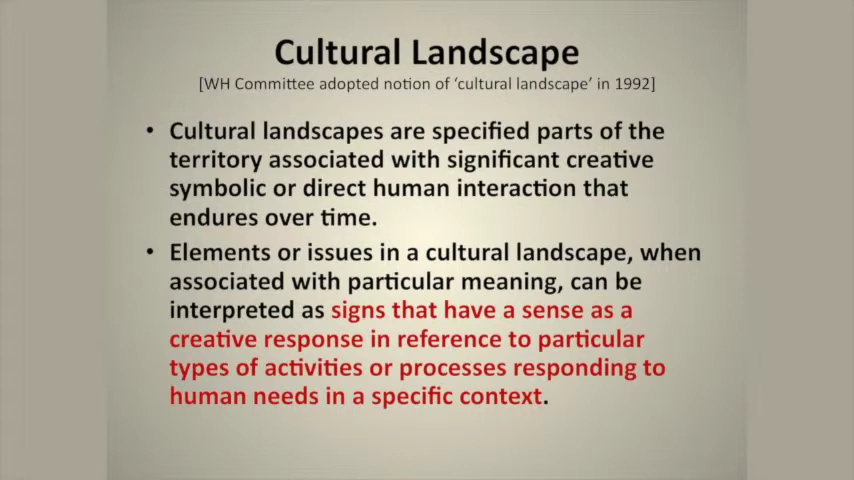 Cultural Landscape
[WH Committee adopted notion of ‘cultural landscape’ in 1992]
• Cultural landscapes are specified parts of the
territory associated with significant creative
symbolic or direct human interaction that
endures over time.
• Elements or issues in a cultural landscape, when
associated with particular meaning, can be
interpreted as signs that have a sense as a
creative response in reference to particular
types of activities or processes responding to
human needs in a specific context.